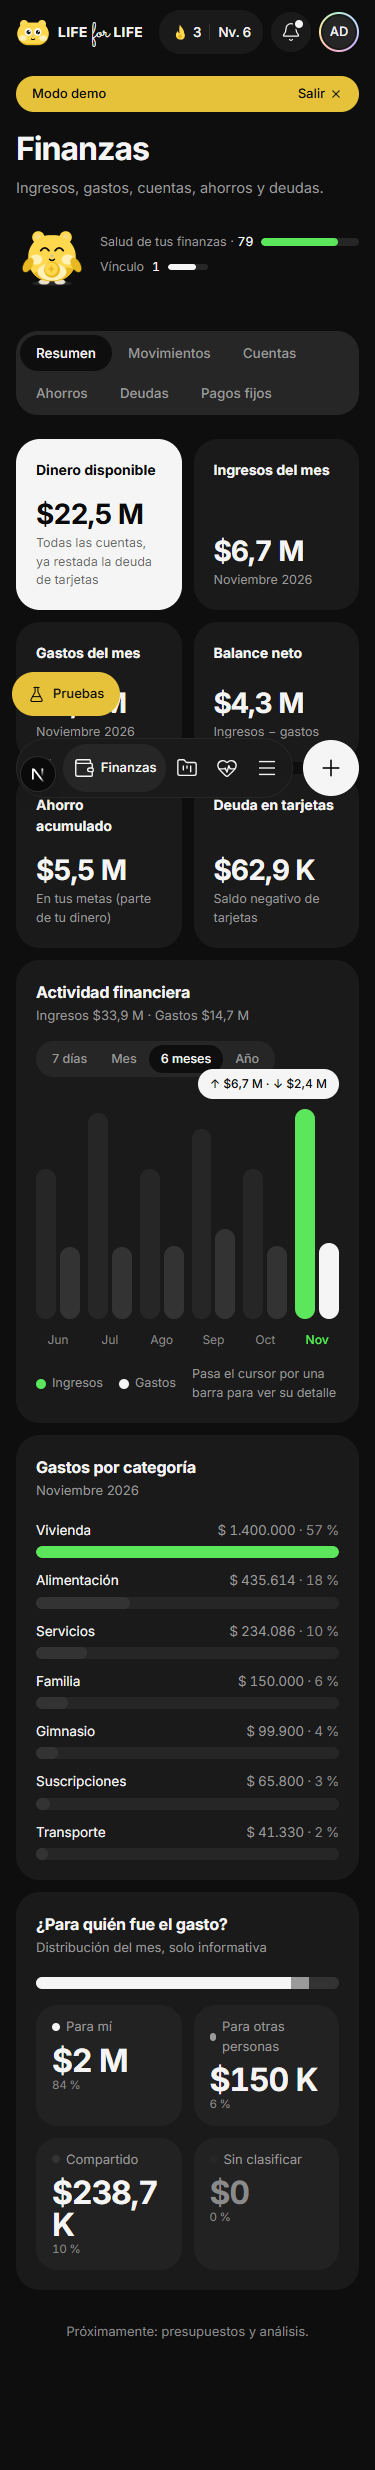 LIFE for LIFE
3
Nv. 6
AD
Modo demo
Salir ×
Finanzas
Ingresos, gastos, cuentas, ahorros y deudas.
Salud de tus finanzas · 79
Vínculo 1
Resumen
Movimientos
Cuentas
Ahorros
Deudas
Pagos fijos
Dinero disponible
$22,5 M
Todas las cuentas,
ya restada la deuda
de tarjetas
Ingresos del mes
$6,7 M
Noviembre 2026
Gastos del mes
M
Noviembre 2026
Balance neto
$4,3 M
Ingresos − gastos
Pruebas
N
Finanzas
Ahorro
acumulado
$5,5 M
En tus metas (parte
de tu dinero)
Deuda en tarjetas
$62,9 K
Saldo negativo de
tarjetas
Actividad financiera
Ingresos $33,9 M · Gastos $14,7 M
7 días
Mes
6 meses
Año
↑ $6,7 M · ↓ $2,4 M
Jun
Jul
Ago
Sep
Oct
Nov
Ingresos
Gastos
Pasa el cursor por una
barra para ver su detalle
Gastos por categoría
Noviembre 2026
Vivienda
$ 1.400.000 · 57 %
Alimentación
$ 435.614 · 18 %
Servicios
$ 234.086 · 10 %
Familia
$ 150.000 · 6 %
Gimnasio
$ 99.900 · 4 %
Suscripciones
$ 65.800 · 3 %
Transporte
$ 41.330 · 2 %
¿Para quién fue el gasto?
Distribución del mes, solo informativa
Para mí
$2 M
84 %
Para otras
personas
$150 K
6 %
Compartido
$238,7
K
10 %
Sin clasificar
$0
0 %
Próximamente: presupuestos y análisis.